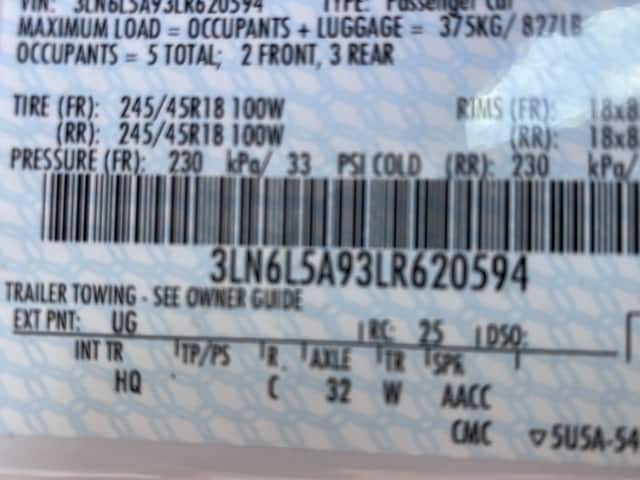 VIN: 3LN6L5A93LR620594 TYPE: Passenger Car
MAXIMUM LOAD = OCCUPANTS + LUGGAGE = 375KG/ 827LB
OCCUPANTS = 5 TOTAL; 2 FRONT, 3 REAR
TIRE (FR): 245/45R18 100W RIMS (FR): 18x8
(RR): 245/45R18 100W (RR): 18x8
PRESSURE (FR): 230 kPa/ 33 PSI COLD (RR): 230 kPa/
3LN6L5A93LR620594
TRAILER TOWING - SEE OWNER GUIDE
EXT PNT: UG RC: 25 DSO:
INT TR TP/PS R AXLE TR SPR
HQ C 32 W AACC
CMC ▽5U5A-54